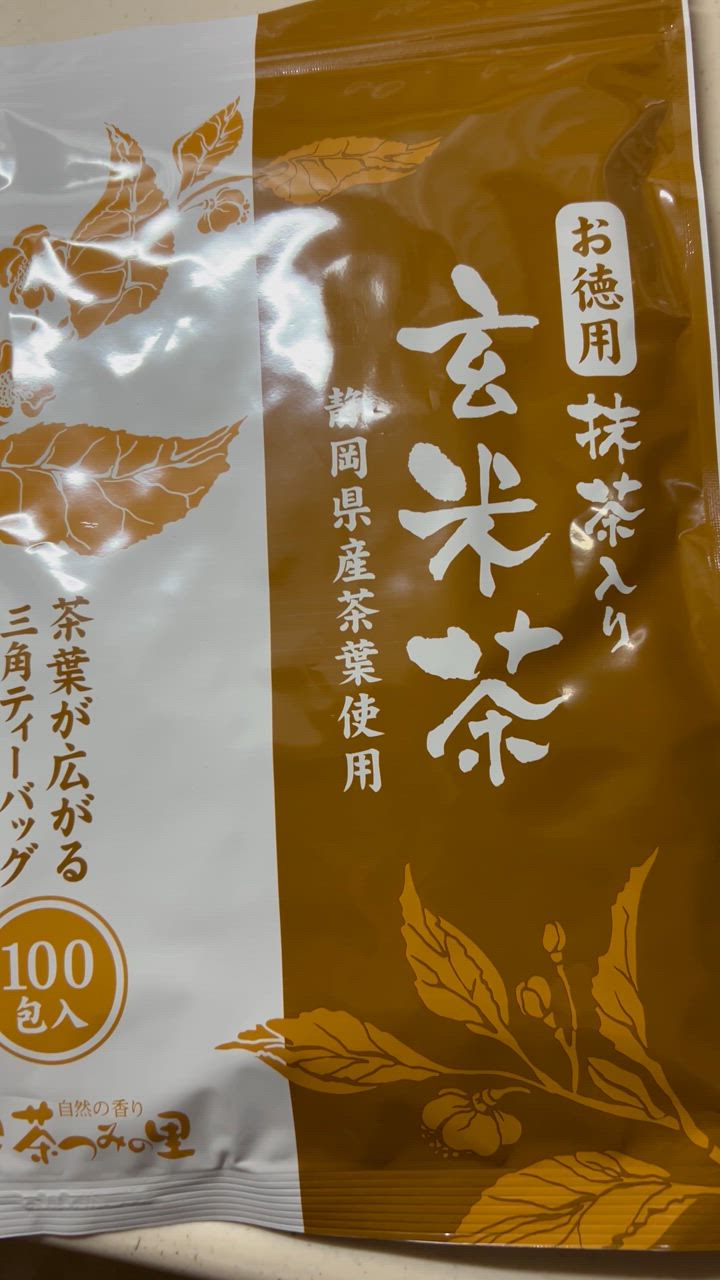 お徳用
抹茶入り
玄米茶
静岡県産茶葉使用
茶葉が広がる
三角ティーバッグ
100
包入
自然の香り
茶つみの里